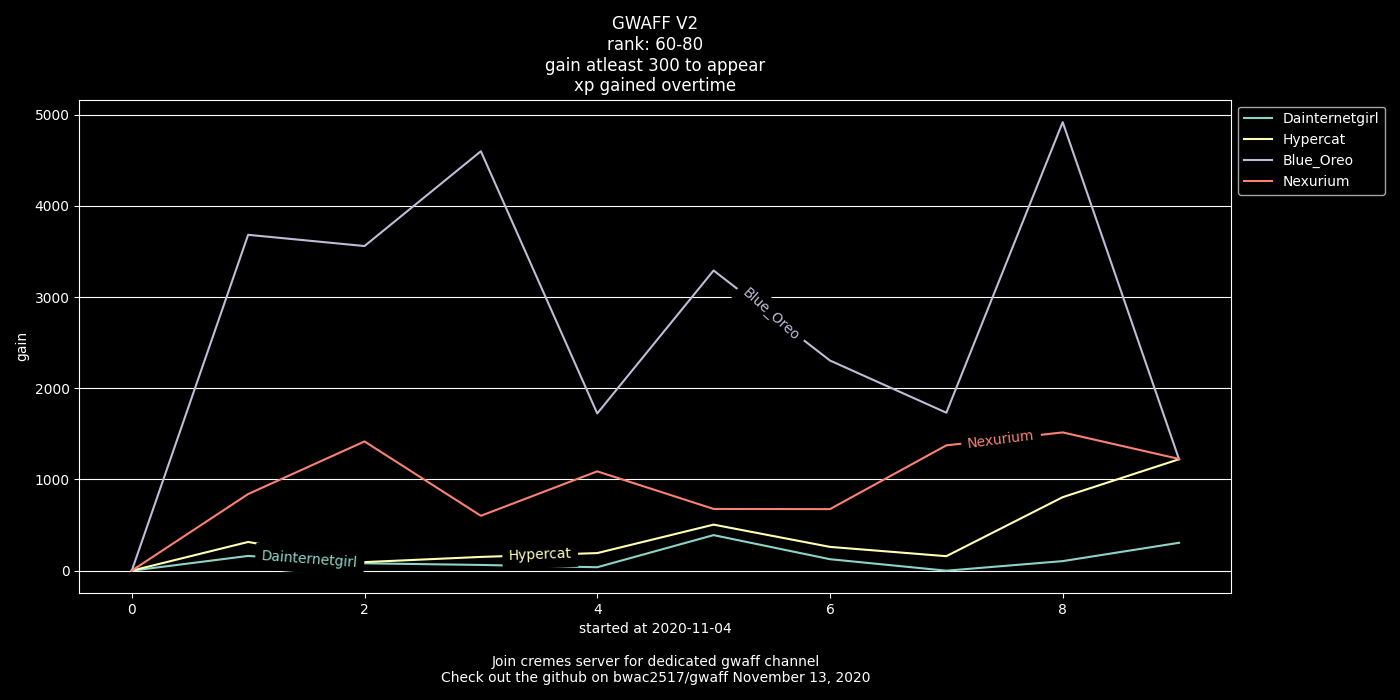 GWAFF V2
rank: 60-80
gain atleast 300 to appear
xp gained overtime
5000
4000
3000
2000
1000
0
gain
Dainternetgirl
Hypercat
Blue_Oreo
Nexurium
Blue_Oreo
Nexurium
Dainternetgirl
Hypercat
0 2 4 6 8
started at 2020-11-04
Join cremes server for dedicated gwaff channel
Check out the github on bwac2517/gwaff November 13, 2020